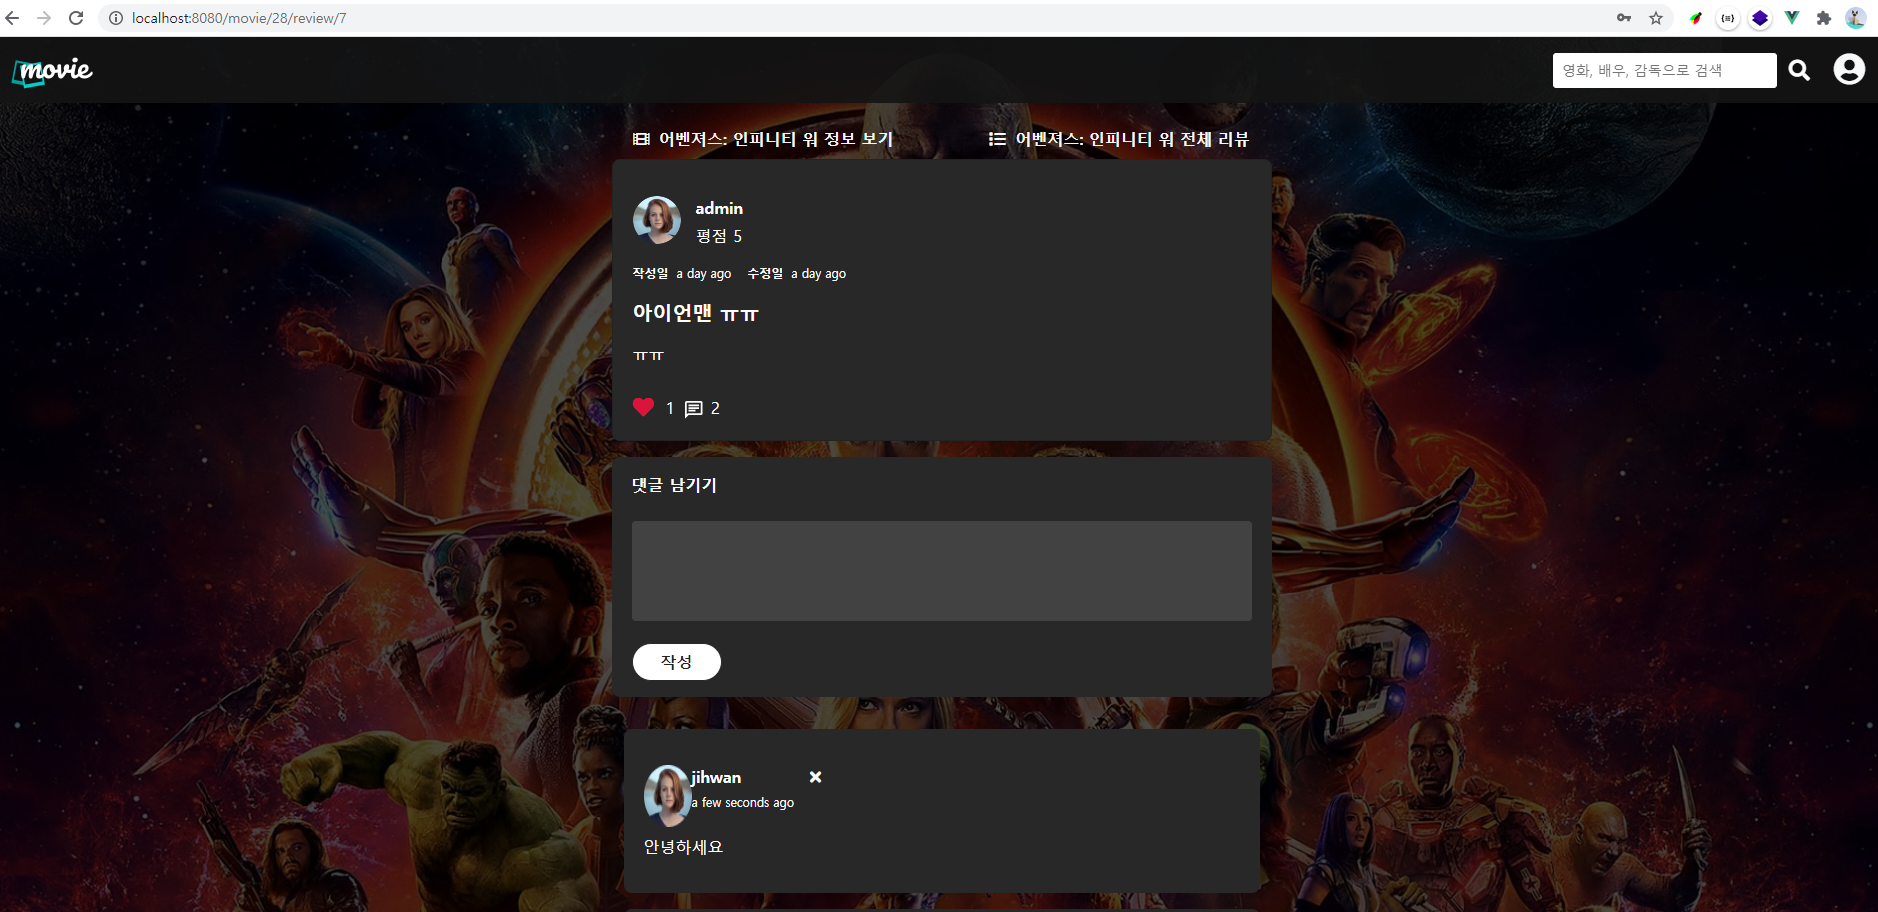 localhost:8080/movie/28/review/7
movie
영화, 배우, 감독으로 검색
어벤져스: 인피니티 워 정보 보기
어벤져스: 인피니티 워 전체 리뷰
admin
평점 5
작성일 a day ago 수정일 a day ago
아이언맨 ㅠㅠ
ㅠㅠ
1 2
댓글 남기기
작성
jihwan
a few seconds ago
안녕하세요